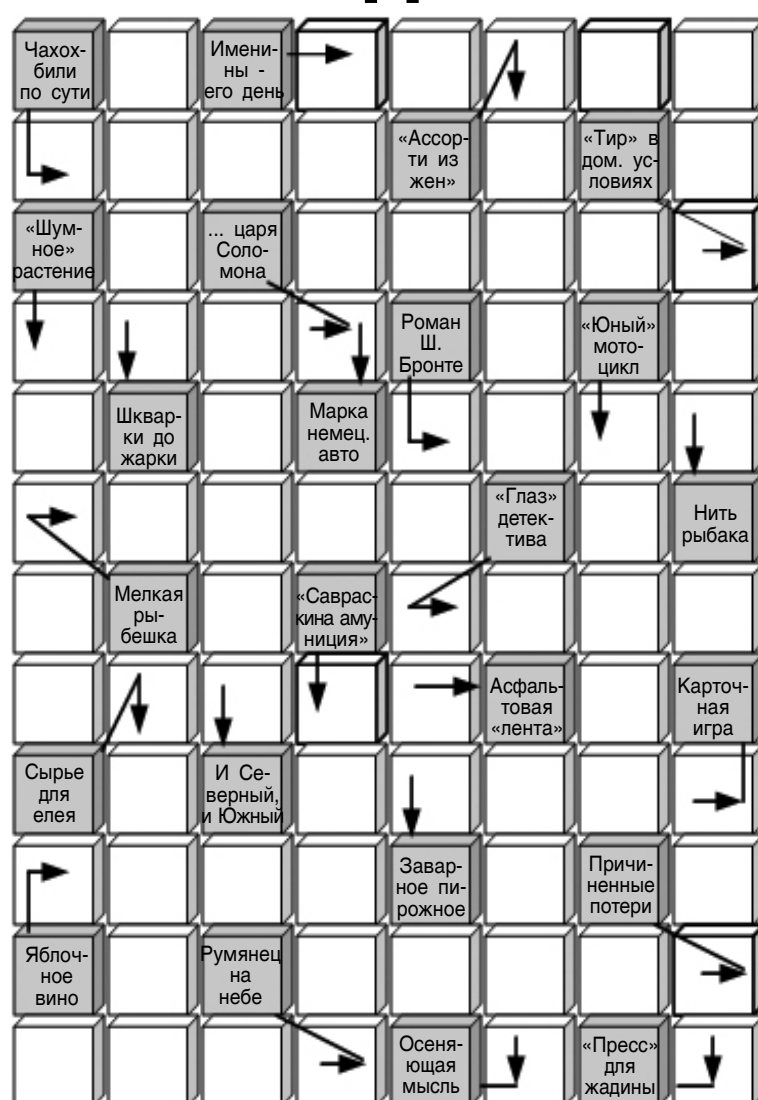 Чахох-
били
по сути
Имени-
ны -
его день
«Ассор-
ти из
жен»
«Тир» в
дом. ус-
ловиях
«Шум-
ное»
растение
... царя
Соло-
мона
Роман
Ш.
Бронте
«Юный»
мото-
цикл
Шквар-
ки до
жарки
Марка
немец.
авто
«Глаз»
детек-
тива
Нить
рыбака
Мелкая
ры-
бешка
«Саврас-
кина аму-
ниция»
Асфаль-
товая
«лента»
Карточ-
ная
игра
Сырье
для
елея
И Се-
верный,
и Южный
Завар-
ное пи-
рожное
Причи-
ненные
потери
Яблоч-
ное
вино
Румянец
на
небе
Осеня-
ющая
мысль
«Пресс»
для
жадины